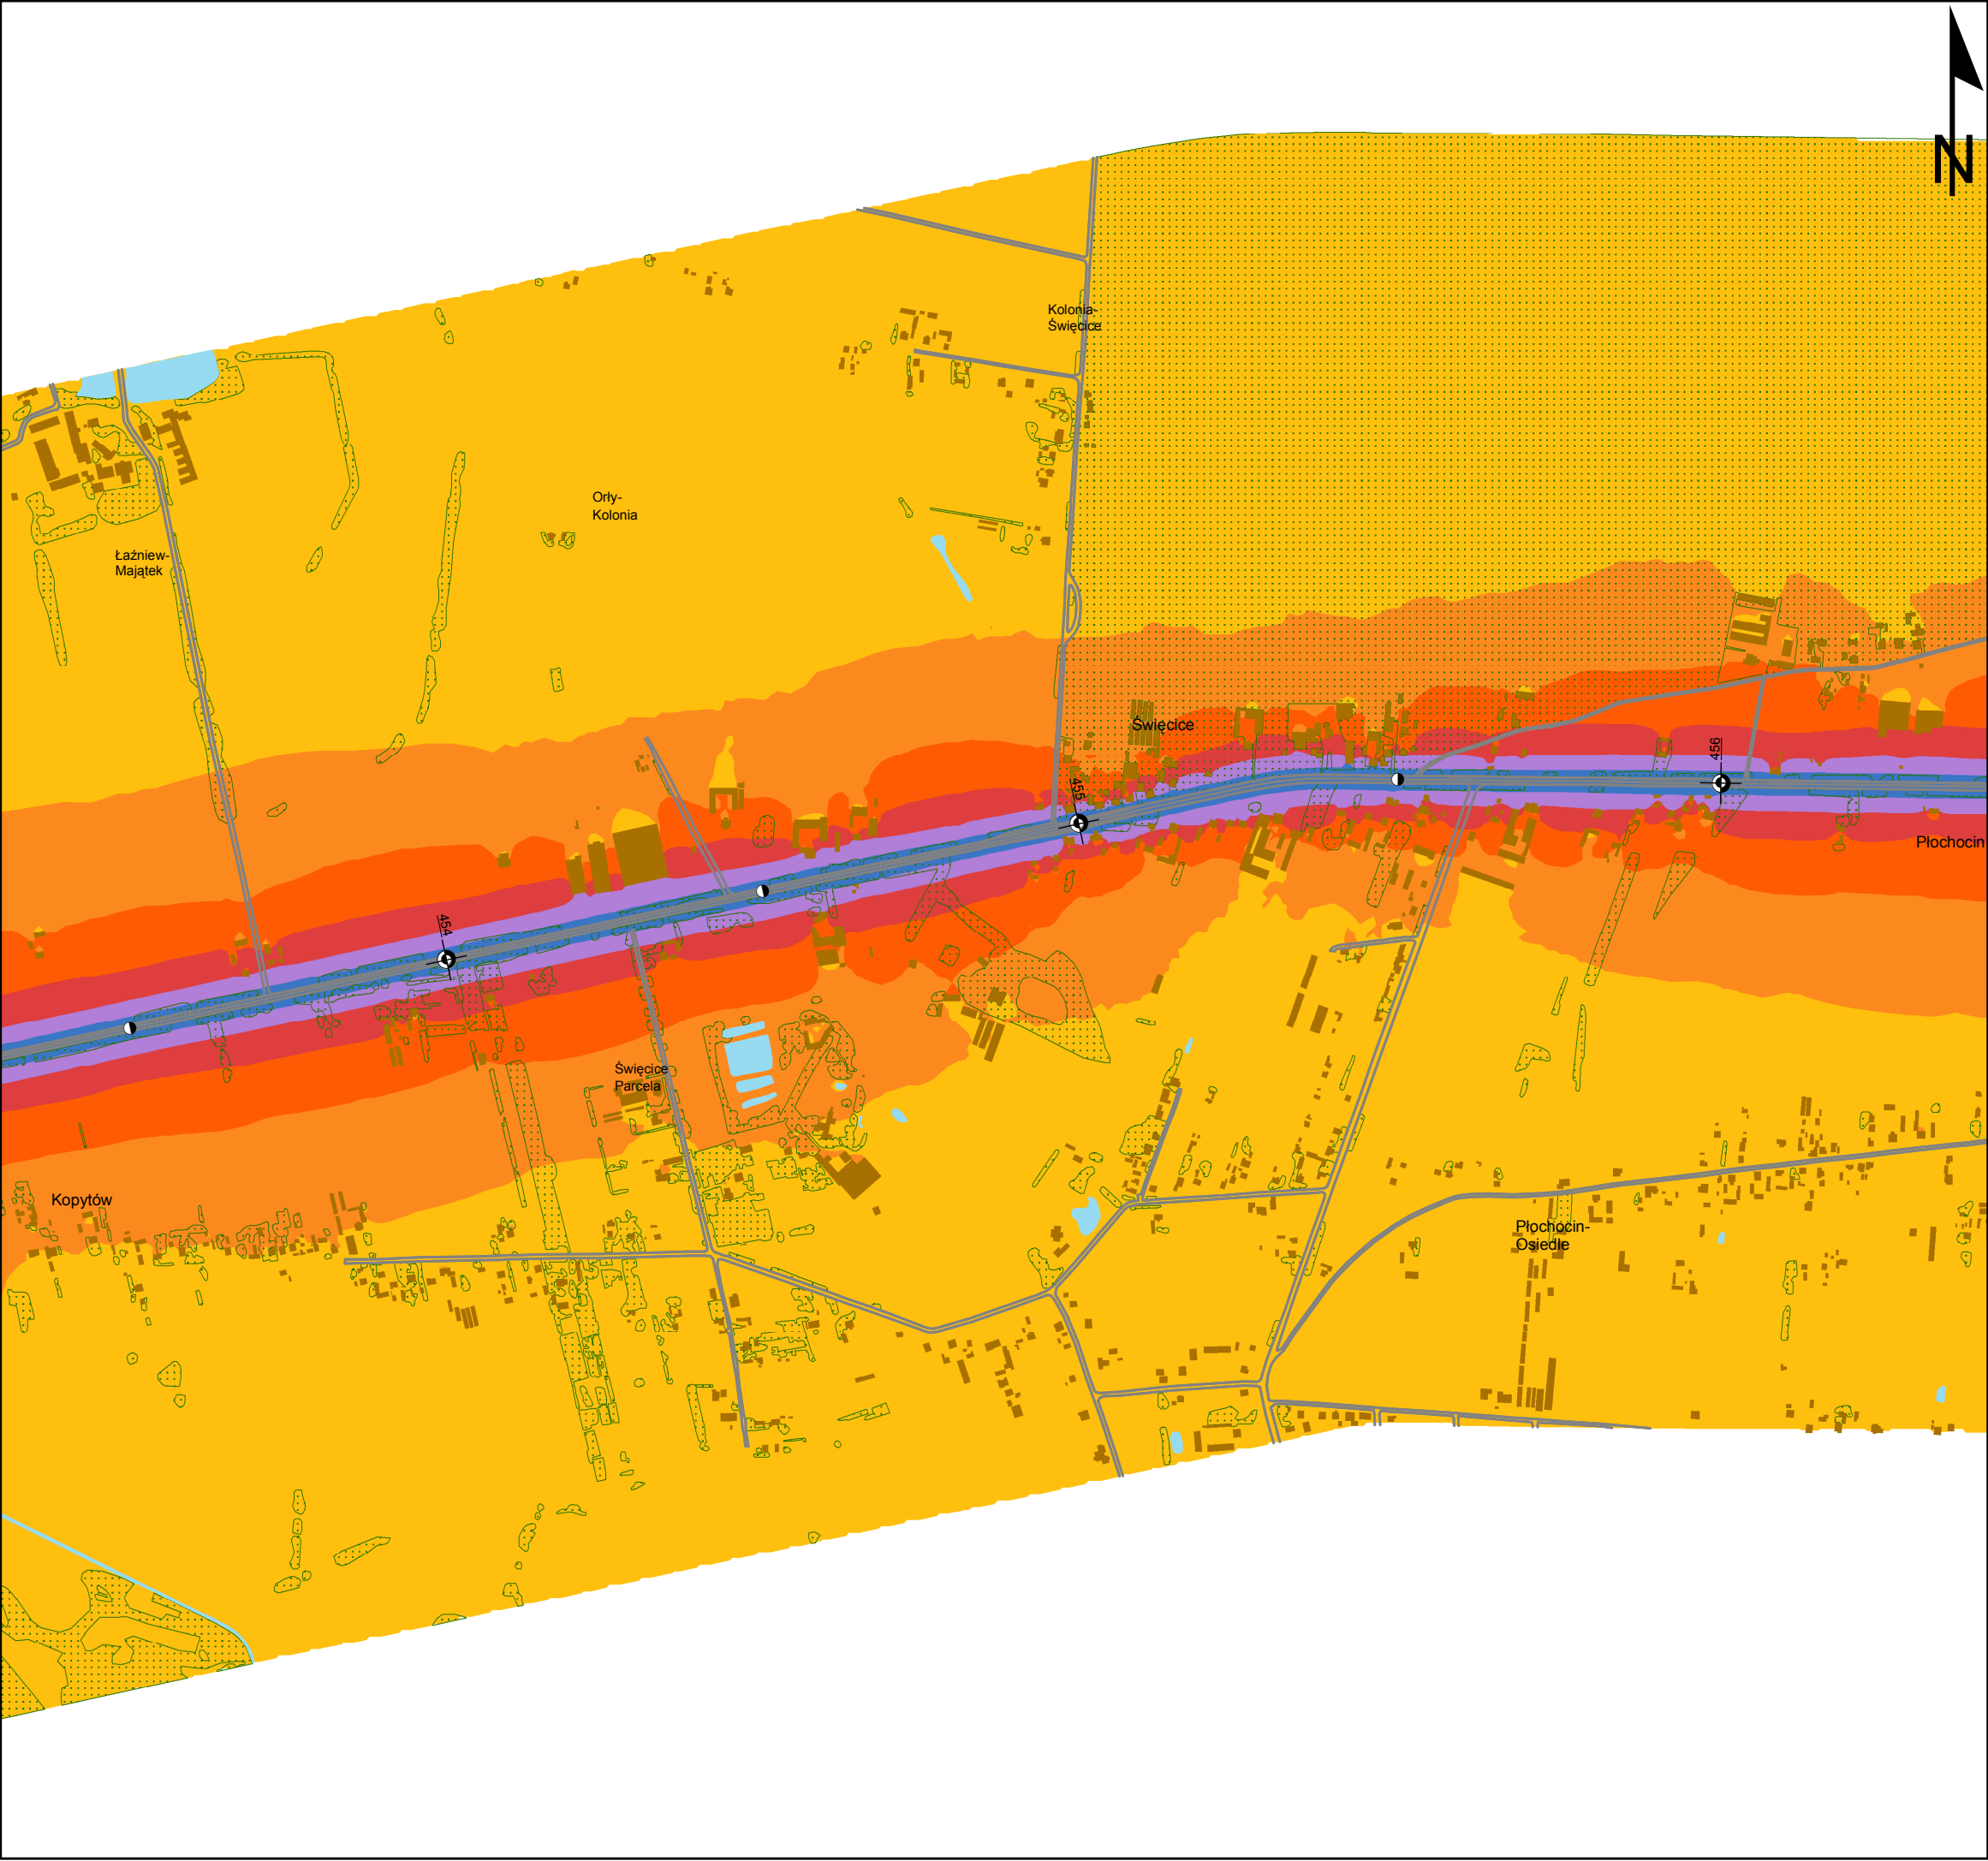 N
Kolonia-
Święcice
Orły-
Kolonia
Łaźniew-
Majątek
Święcice
456
455
Płochocin
454
Święcice
Parcela
Kopytów
Płochocin-
Osiedle